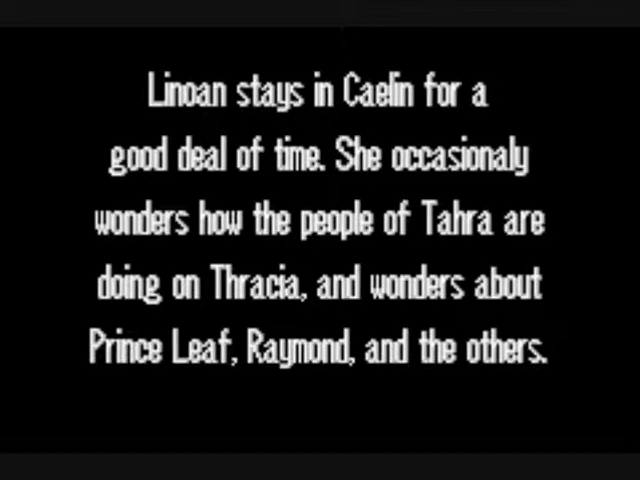 Linoan stays in Caelin for a
good deal of time. She occasionaly
wonders how the people of Tahra are
doing on Thracia, and wonders about
Prince Leaf, Raymond, and the others.